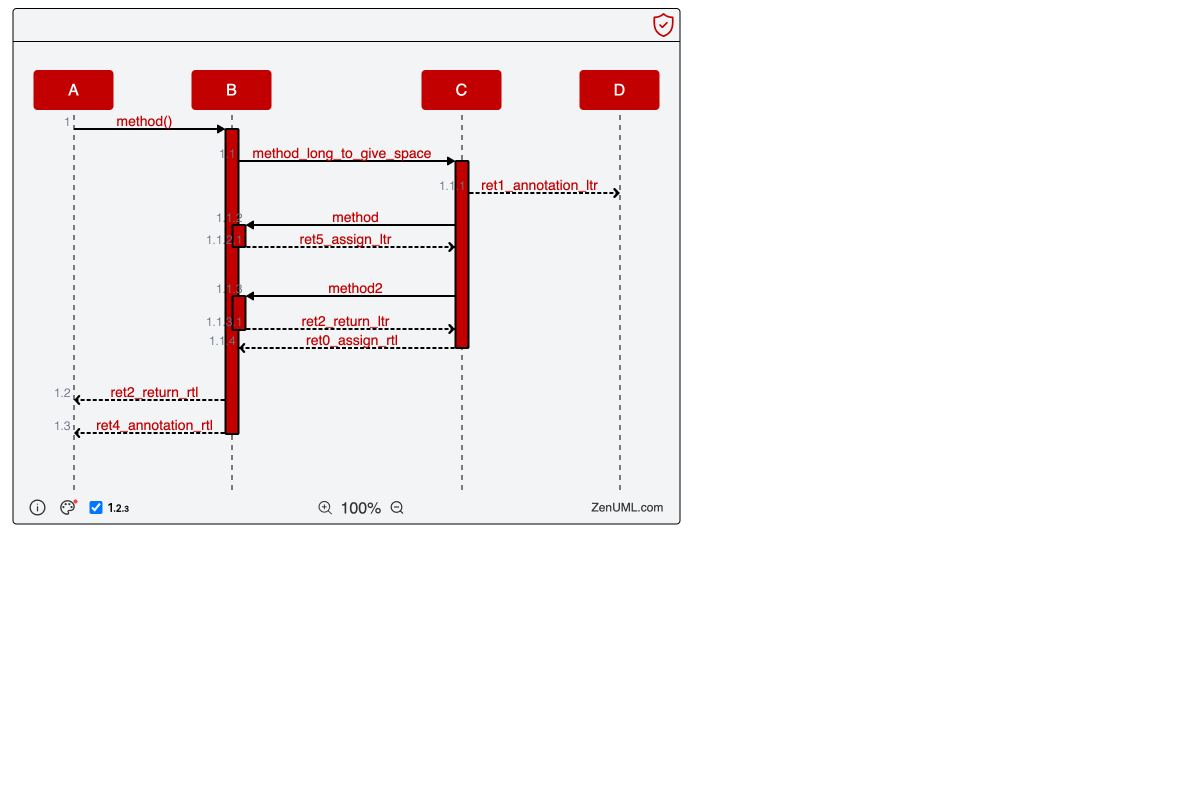 A B C D
1 method()
1.1 method_long_to_give_space
1.1.1 ret1_annotation_ltr
1.1.2 method
1.1.2.1 ret5_assign_ltr
1.1.3 method2
1.1.3.1 ret2_return_ltr
1.1.4 ret0_assign_rtl
1.2 ret2_return_rtl
1.3 ret4_annotation_rtl
1.2.3 100% ZenUML.com